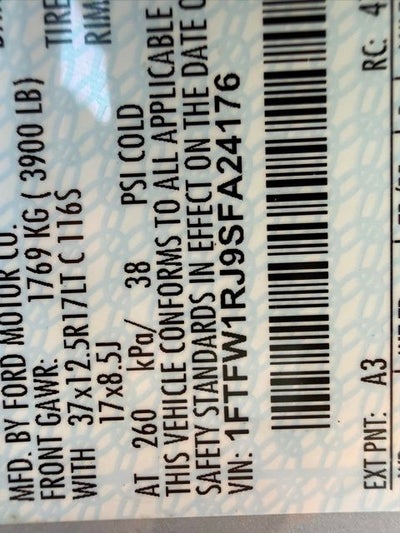 MFD. BY FORD MOTOR CO.
FRONT GAWR: 1769 KG ( 3900 LB) TIRE
WITH 37x12.5R17LT C 116S RIM
17x8.5J
AT 260 kPa/ 38 PSI COLD
THIS VEHICLE CONFORMS TO ALL APPLICABLE
SAFETY STANDARDS IN EFFECT ON THE DATE O
VIN: 1FTFW1RJ9SFA24176
EXT PNT: A3 RC: 4